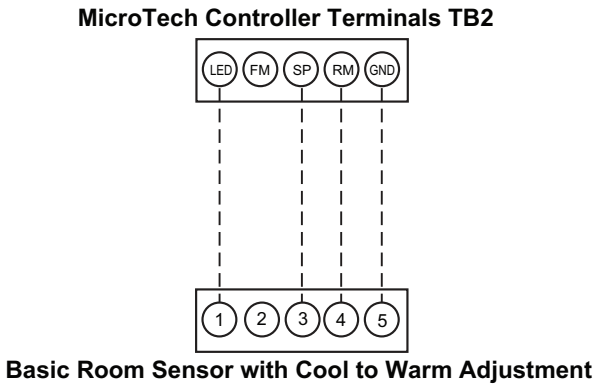 MicroTech Controller Terminals TB2
LED FM SP RM GND
1 2 3 4 5
Basic Room Sensor with Cool to Warm Adjustment